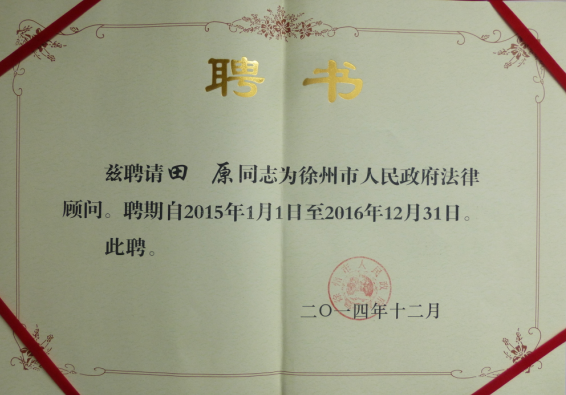 聘书
兹聘请田 原同志为徐州市人民政府法律
顾问。聘期自2015年1月1日至2016年12月31日。
此聘。
二〇一四年十二月